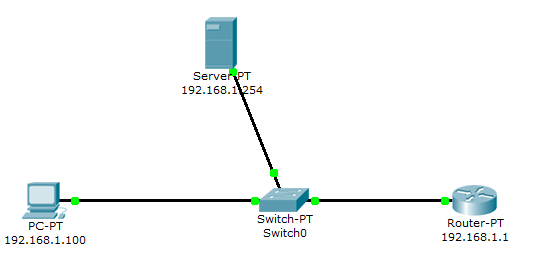 Server-PT
192.168.1.254
PC-PT
192.168.1.100
Switch-PT
Switch0
Router-PT
192.168.1.1